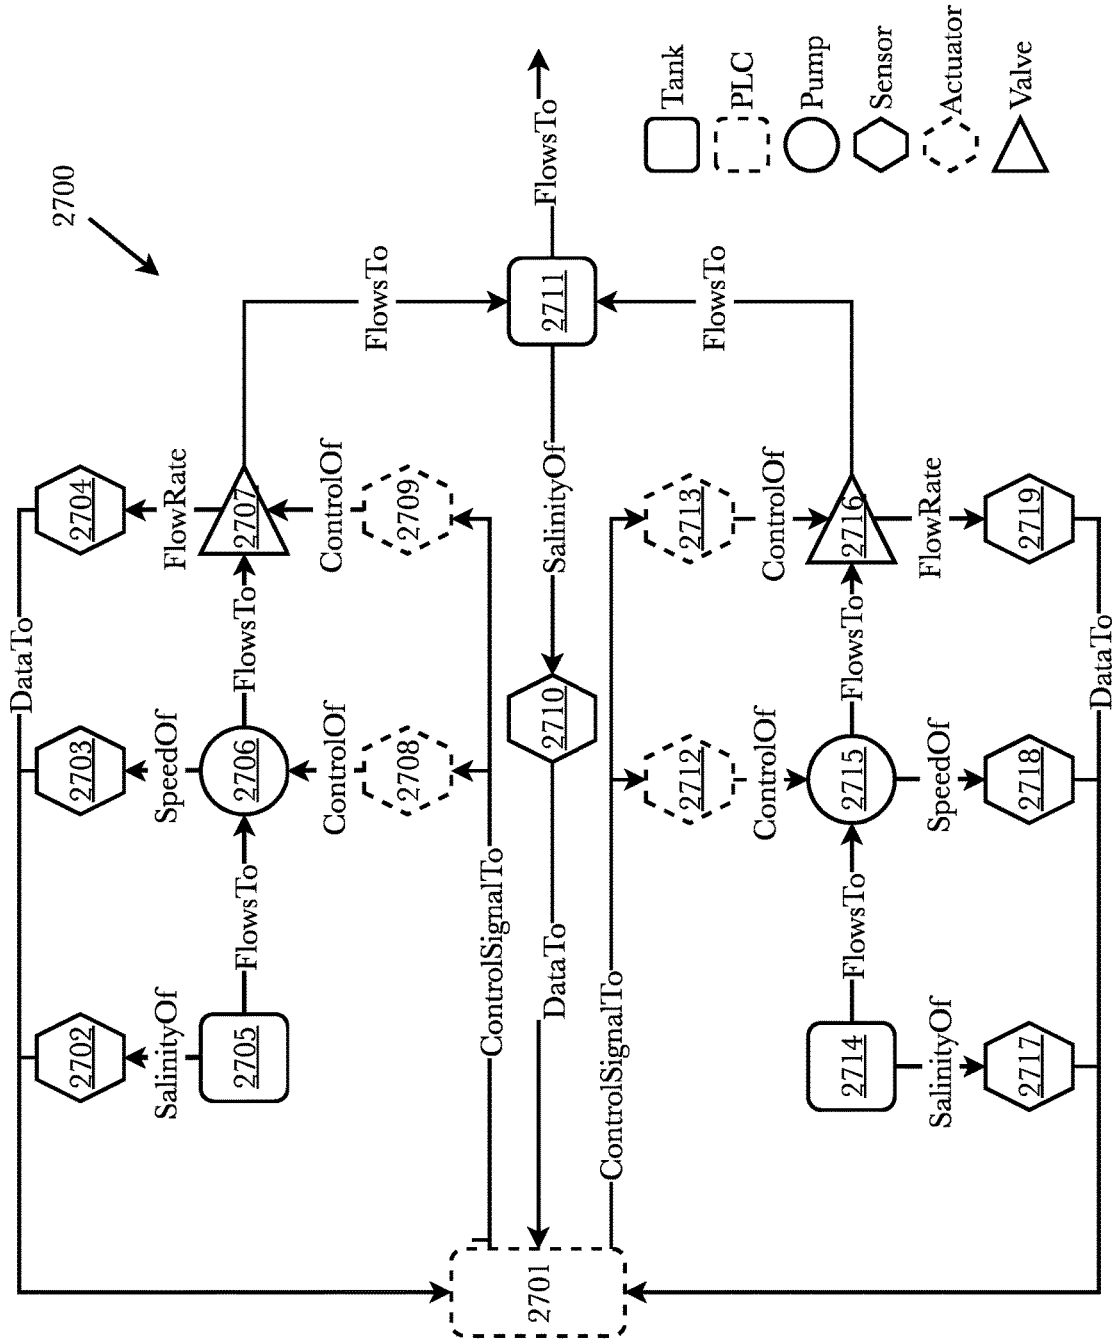 2700
DataTo
2702
2703
2704
SalinityOf
SpeedOf
FlowRate
2705
FlowsTo
2706
FlowsTo
2707
FlowsTo
ControlOf
ControlOf
2708
2709
ControlSignalTo
2701
DataTo
2710
SalinityOf
2711
FlowsTo
ControlSignalTo
2712
2713
ControlOf
ControlOf
FlowsTo
2714
FlowsTo
2715
FlowsTo
2716
SalinityOf
SpeedOf
FlowRate
2717
2718
2719
DataTo
Tank
PLC
Pump
Sensor
Actuator
Valve